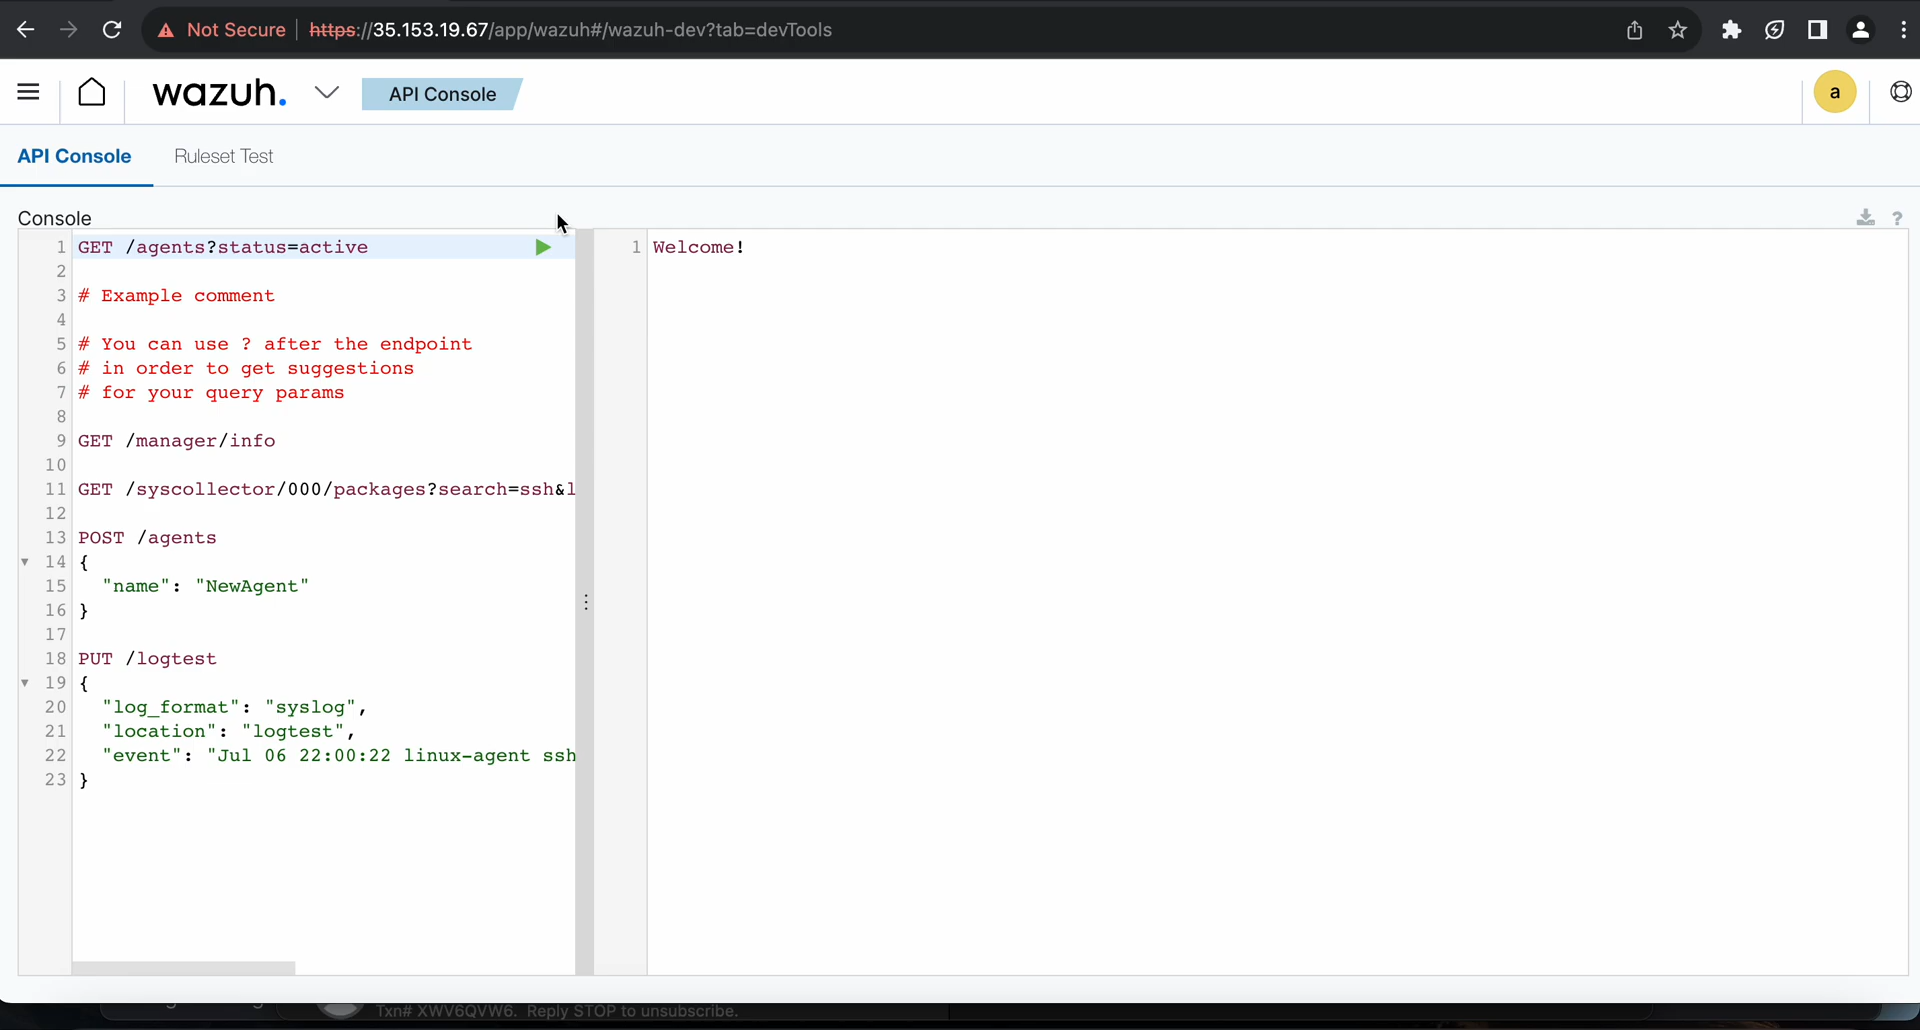 Not Secure https://35.153.19.67/app/wazuh#/wazuh-dev?tab=devTools
wazuh. API Console a
API Console Ruleset Test
Console ?
1 GET /agents?status=active
2
3 # Example comment
4
5 # You can use ? after the endpoint
6 # in order to get suggestions
7 # for your query params
8
9 GET /manager/info
10
11 GET /syscollector/000/packages?search=ssh&l
12
13 POST /agents
14 {
15 "name": "NewAgent"
16 }
17
18 PUT /logtest
19 {
20 "log_format": "syslog",
21 "location": "logtest",
22 "event": "Jul 06 22:00:22 linux-agent ssh
23 }
1 Welcome!
Txn# XWV6QVW6. Reply STOP to unsubscribe.